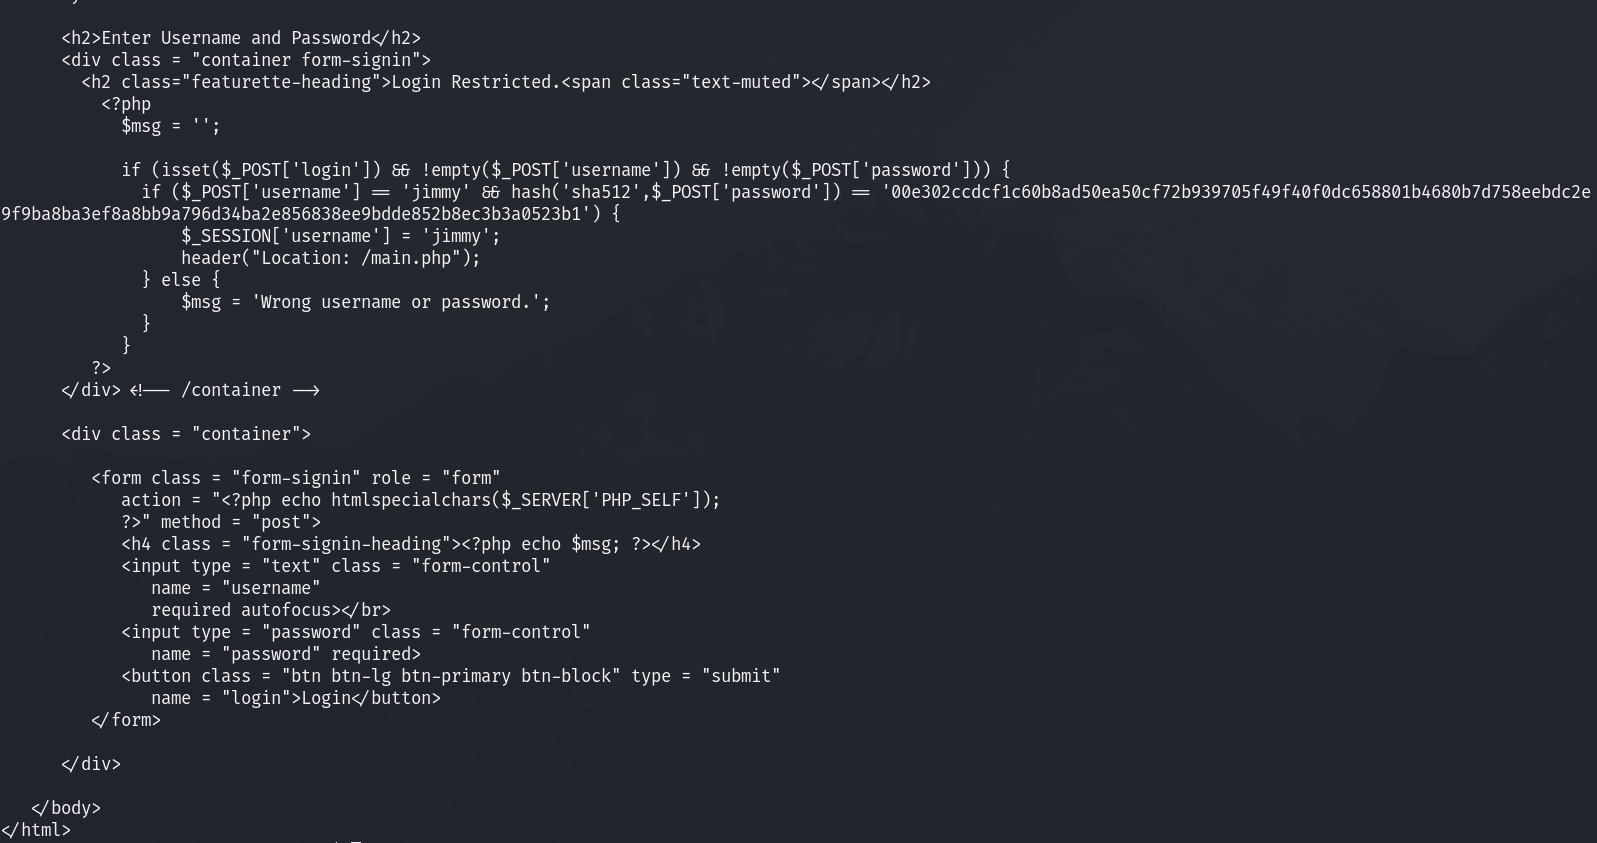 <h2>Enter Username and Password</h2>
<div class = "container form-signin">
<h2 class="featurette-heading">Login Restricted.<span class="text-muted"></span></h2>
<?php
$msg = '';
if (isset($_POST['login']) && !empty($_POST['username']) && !empty($_POST['password'])) {
if ($_POST['username'] == 'jimmy' && hash('sha512',$_POST['password']) == '00e302ccdcf1c60b8ad50ea50cf72b939705f49f40f0dc658801b4680b7d758eebdc2e
9f9ba8ba3ef8a8bb9a796d34ba2e856838ee9bdde852b8ec3b3a0523b1') {
$_SESSION['username'] = 'jimmy';
header("Location: /main.php");
} else {
$msg = 'Wrong username or password.';
}
}
?>
</div> <!-- /container -->
<div class = "container">
<form class = "form-signin" role = "form"
action = "<?php echo htmlspecialchars($_SERVER['PHP_SELF']);
?>" method = "post">
<h4 class = "form-signin-heading"><?php echo $msg; ?></h4>
<input type = "text" class = "form-control"
name = "username"
required autofocus></br>
<input type = "password" class = "form-control"
name = "password" required>
<button class = "btn btn-lg btn-primary btn-block" type = "submit"
name = "login">Login</button>
</form>
</div>
</body>
</html>